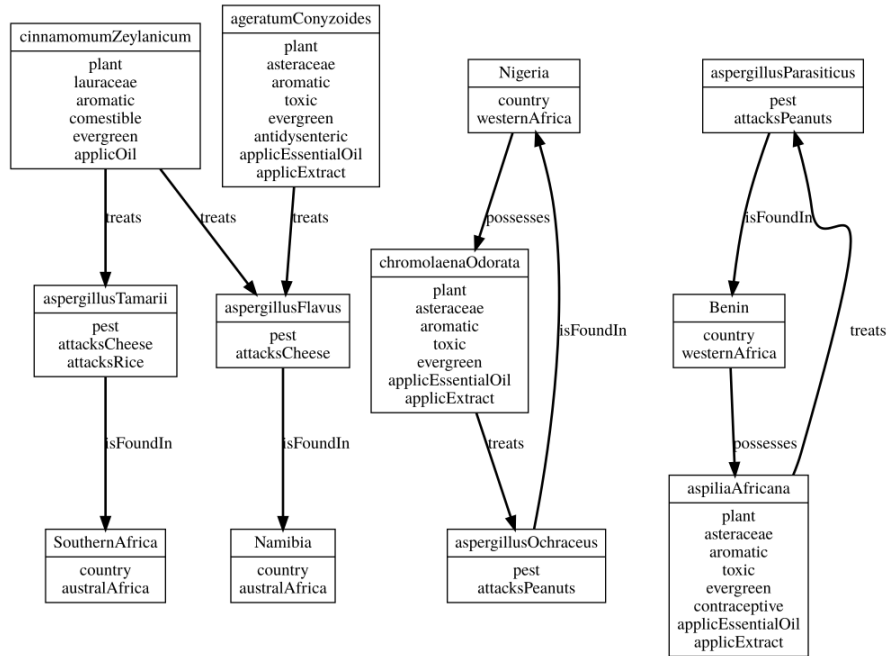 cinnamomumZeylanicum
plant
lauraceae
aromatic
comestible
evergreen
applicOil
ageratumConyzoides
plant
asteraceae
aromatic
toxic
evergreen
antidysenteric
applicEssentialOil
applicExtract
Nigeria
country
westernAfrica
aspergillusParasiticus
pest
attacksPeanuts
treats
treats
treats
possesses
isFoundIn
chromolaenaOdorata
plant
asteraceae
aromatic
toxic
evergreen
applicEssentialOil
applicExtract
aspergillusTamarii
pest
attacksCheese
attacksRice
aspergillusFlavus
pest
attacksCheese
isFoundIn
Benin
country
westernAfrica
treats
isFoundIn
isFoundIn
treats
possesses
SouthernAfrica
country
australAfrica
Namibia
country
australAfrica
aspergillusOchraceus
pest
attacksPeanuts
aspiliaAfricana
plant
asteraceae
aromatic
toxic
evergreen
contraceptive
applicEssentialOil
applicExtract